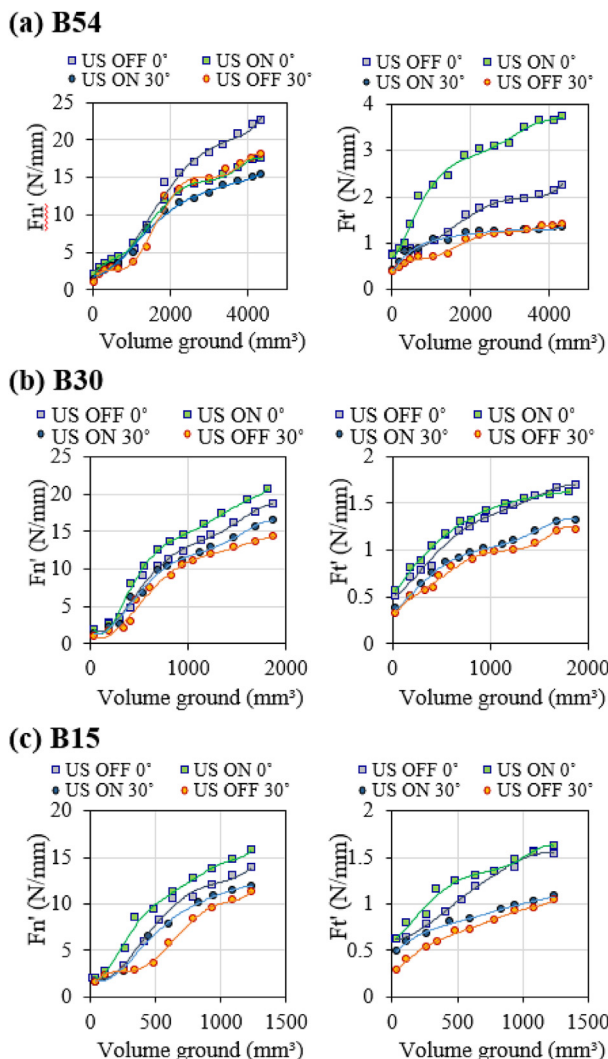 (a) B54
US OFF 0° US ON 0°
US ON 30° US OFF 30°
US OFF 0° US ON 0°
US ON 30° US OFF 30°
25
20
15
10
5
0
Fn' (N/mm)
0 2000 4000
Volume ground (mm³)
4
3
2
1
0
Ft' (N/mm)
0 2000 4000
Volume ground (mm³)
(b) B30
US OFF 0° US ON 0°
US ON 30° US OFF 30°
US OFF 0° US ON 0°
US ON 30° US OFF 30°
25
20
15
10
5
0
Fn' (N/mm)
0 1000 2000
Volume ground (mm³)
2
1.5
1
0.5
0
Ft' (N/mm)
0 1000 2000
Volume ground (mm³)
(c) B15
US OFF 0° US ON 0°
US ON 30° US OFF 30°
US OFF 0° US ON 0°
US ON 30° US OFF 30°
20
15
10
5
0
Fn' (N/mm)
0 500 1000 1500
Volume ground (mm³)
2
1.5
1
0.5
0
Ft' (N/mm)
0 500 1000 1500
Volume ground (mm³)